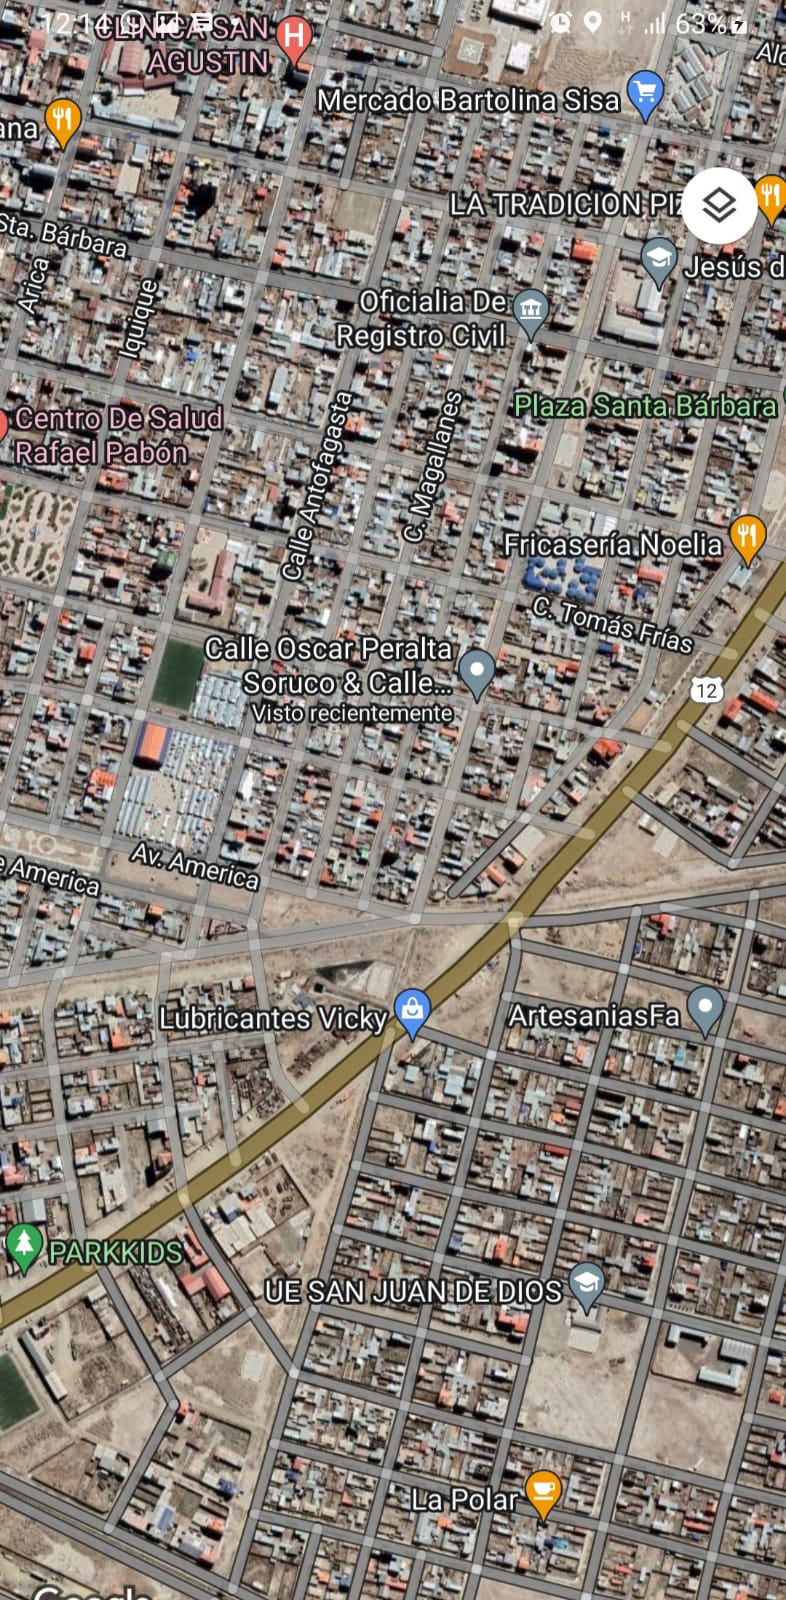 12:14
H
63%
CLINICA SAN
AGUSTIN
H
Mercado Bartolina Sisa
ana
LA TRADICION PIZ
Sta. Bárbara
Jesús d
Arica
Iquique
Oficialia De
Registro Civil
Plaza Santa Bárbara
Calle Antofagasta
C. Magallanes
Centro De Salud
Rafael Pabón
Fricasería Noelia
C. Tomás Frías
Calle Oscar Peralta
Soruco & Calle...
Visto recientemente
12
Av. America
e America
Lubricantes Vicky
ArtesaniasFa
PARKKIDS
UE SAN JUAN DE DIOS
La Polar
Google